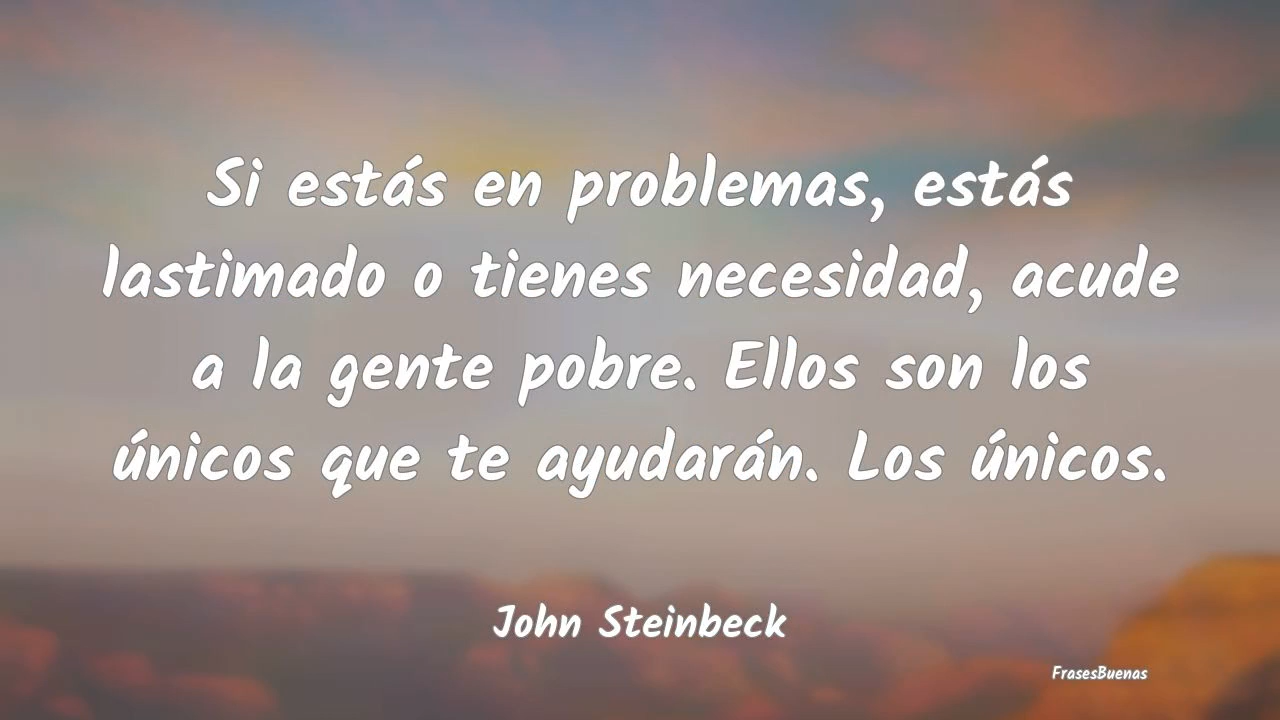 Si estás en problemas, estás
lastimado o tienes necesidad, acude
a la gente pobre. Ellos son los
únicos que te ayudarán. Los únicos.
John Steinbeck
FrasesBuenas